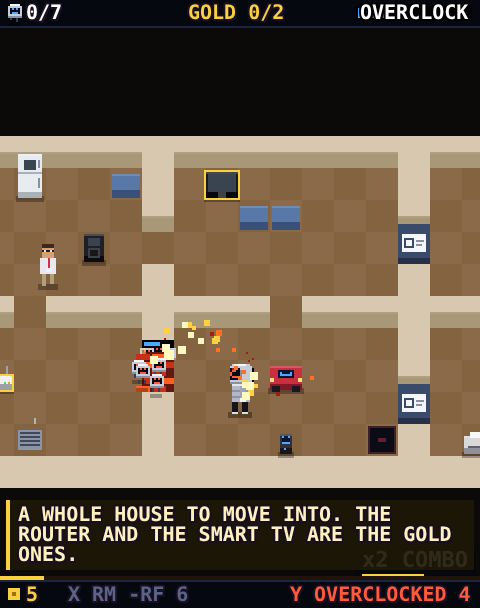 0/7 GOLD 0/2 OVERCLOCK
A WHOLE HOUSE TO MOVE INTO. THE
ROUTER AND THE SMART TV ARE THE GOLD
ONES.
x2 COMBO
5 X RM -RF 6 Y OVERCLOCKED 4